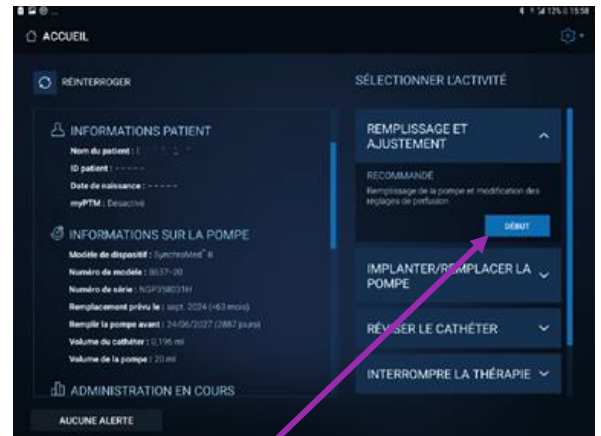 12% 15:58
ACCUEIL
RÉINTERROGER
INFORMATIONS PATIENT
Nom du patient :
ID patient : -----
Date de naissance : -----
myPTM : Désactivé
INFORMATIONS SUR LA POMPE
Modèle de dispositif : SynchroMed® II
Numéro de modèle : 8637-20
Numéro de série : NGP358031H
Remplacement prévu le : sept. 2024 (<63 mois)
Remplir la pompe avant : 24/06/2027 (2887 jours)
Volume du cathéter : 0,196 ml
Volume de la pompe : 20 ml
ADMINISTRATION EN COURS
AUCUNE ALERTE
SÉLECTIONNER L'ACTIVITÉ
REMPLISSAGE ET
AJUSTEMENT
RECOMMANDÉ
Remplissage de la pompe et modification des
réglages de perfusion
DÉBUT
IMPLANTER/REMPLACER LA
POMPE
RÉVISER LE CATHÉTER
INTERROMPRE LA THÉRAPIE